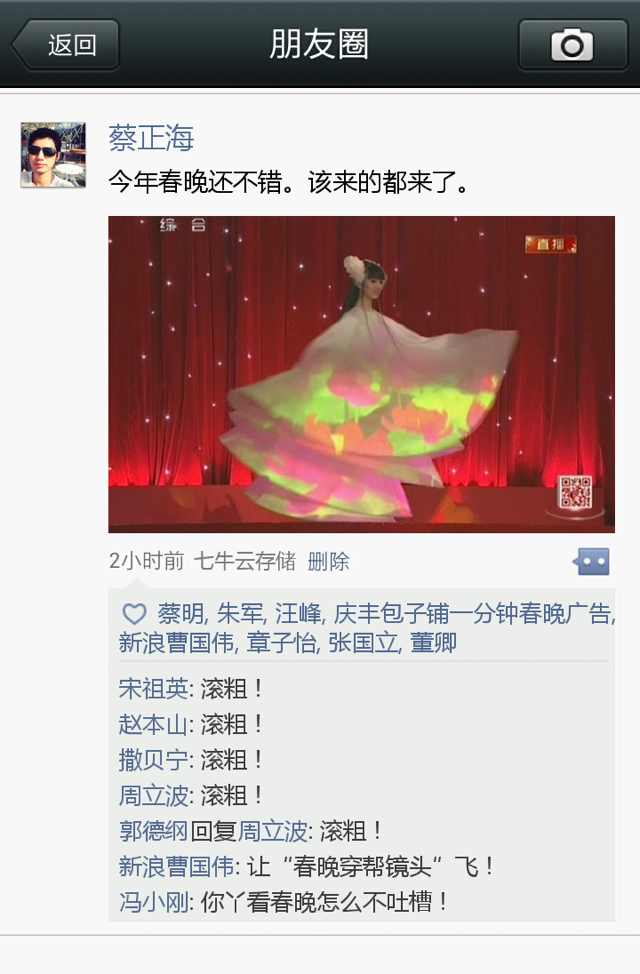 返回
朋友圈
蔡正海
今年春晚还不错。该来的都来了。
综合
直播
2小时前 七牛云存储 删除
蔡明, 朱军, 汪峰, 庆丰包子铺一分钟春晚广告,
新浪曹国伟, 章子怡, 张国立, 董卿
宋祖英: 滚粗！
赵本山: 滚粗！
撒贝宁: 滚粗！
周立波: 滚粗！
郭德纲回复周立波: 滚粗！
新浪曹国伟: 让“春晚穿帮镜头”飞！
冯小刚: 你丫看春晚怎么不吐槽！